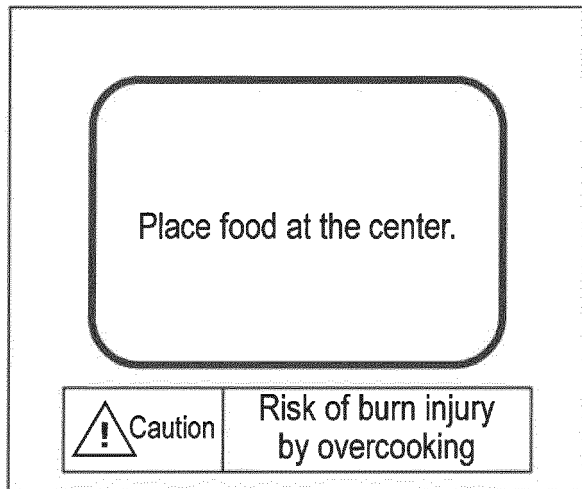 Place food at the center.
! Caution
Risk of burn injury
by overcooking